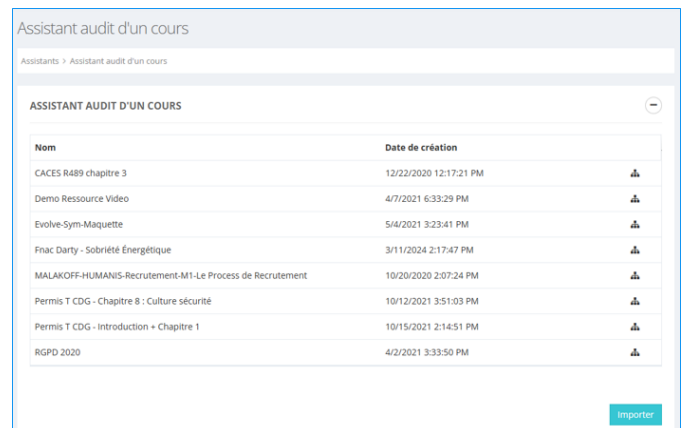 Assistant audit d'un cours
Assistants > Assistant audit d'un cours
ASSISTANT AUDIT D'UN COURS
Nom Date de création
CACES R489 chapitre 3 12/22/2020 12:17:21 PM
Demo Ressource Video 4/7/2021 6:33:29 PM
Evolve-Sym-Maquette 5/4/2021 3:23:41 PM
Fnac Darty - Sobriété Énergétique 3/11/2024 2:17:47 PM
MALAKOFF-HUMANIS-Recrutement-M1-Le Process de Recrutement 10/20/2020 2:07:24 PM
Permis T CDG - Chapitre 8 : Culture sécurité 10/12/2021 3:51:03 PM
Permis T CDG - Introduction + Chapitre 1 10/15/2021 2:14:51 PM
RGPD 2020 4/2/2021 3:33:50 PM
Importer